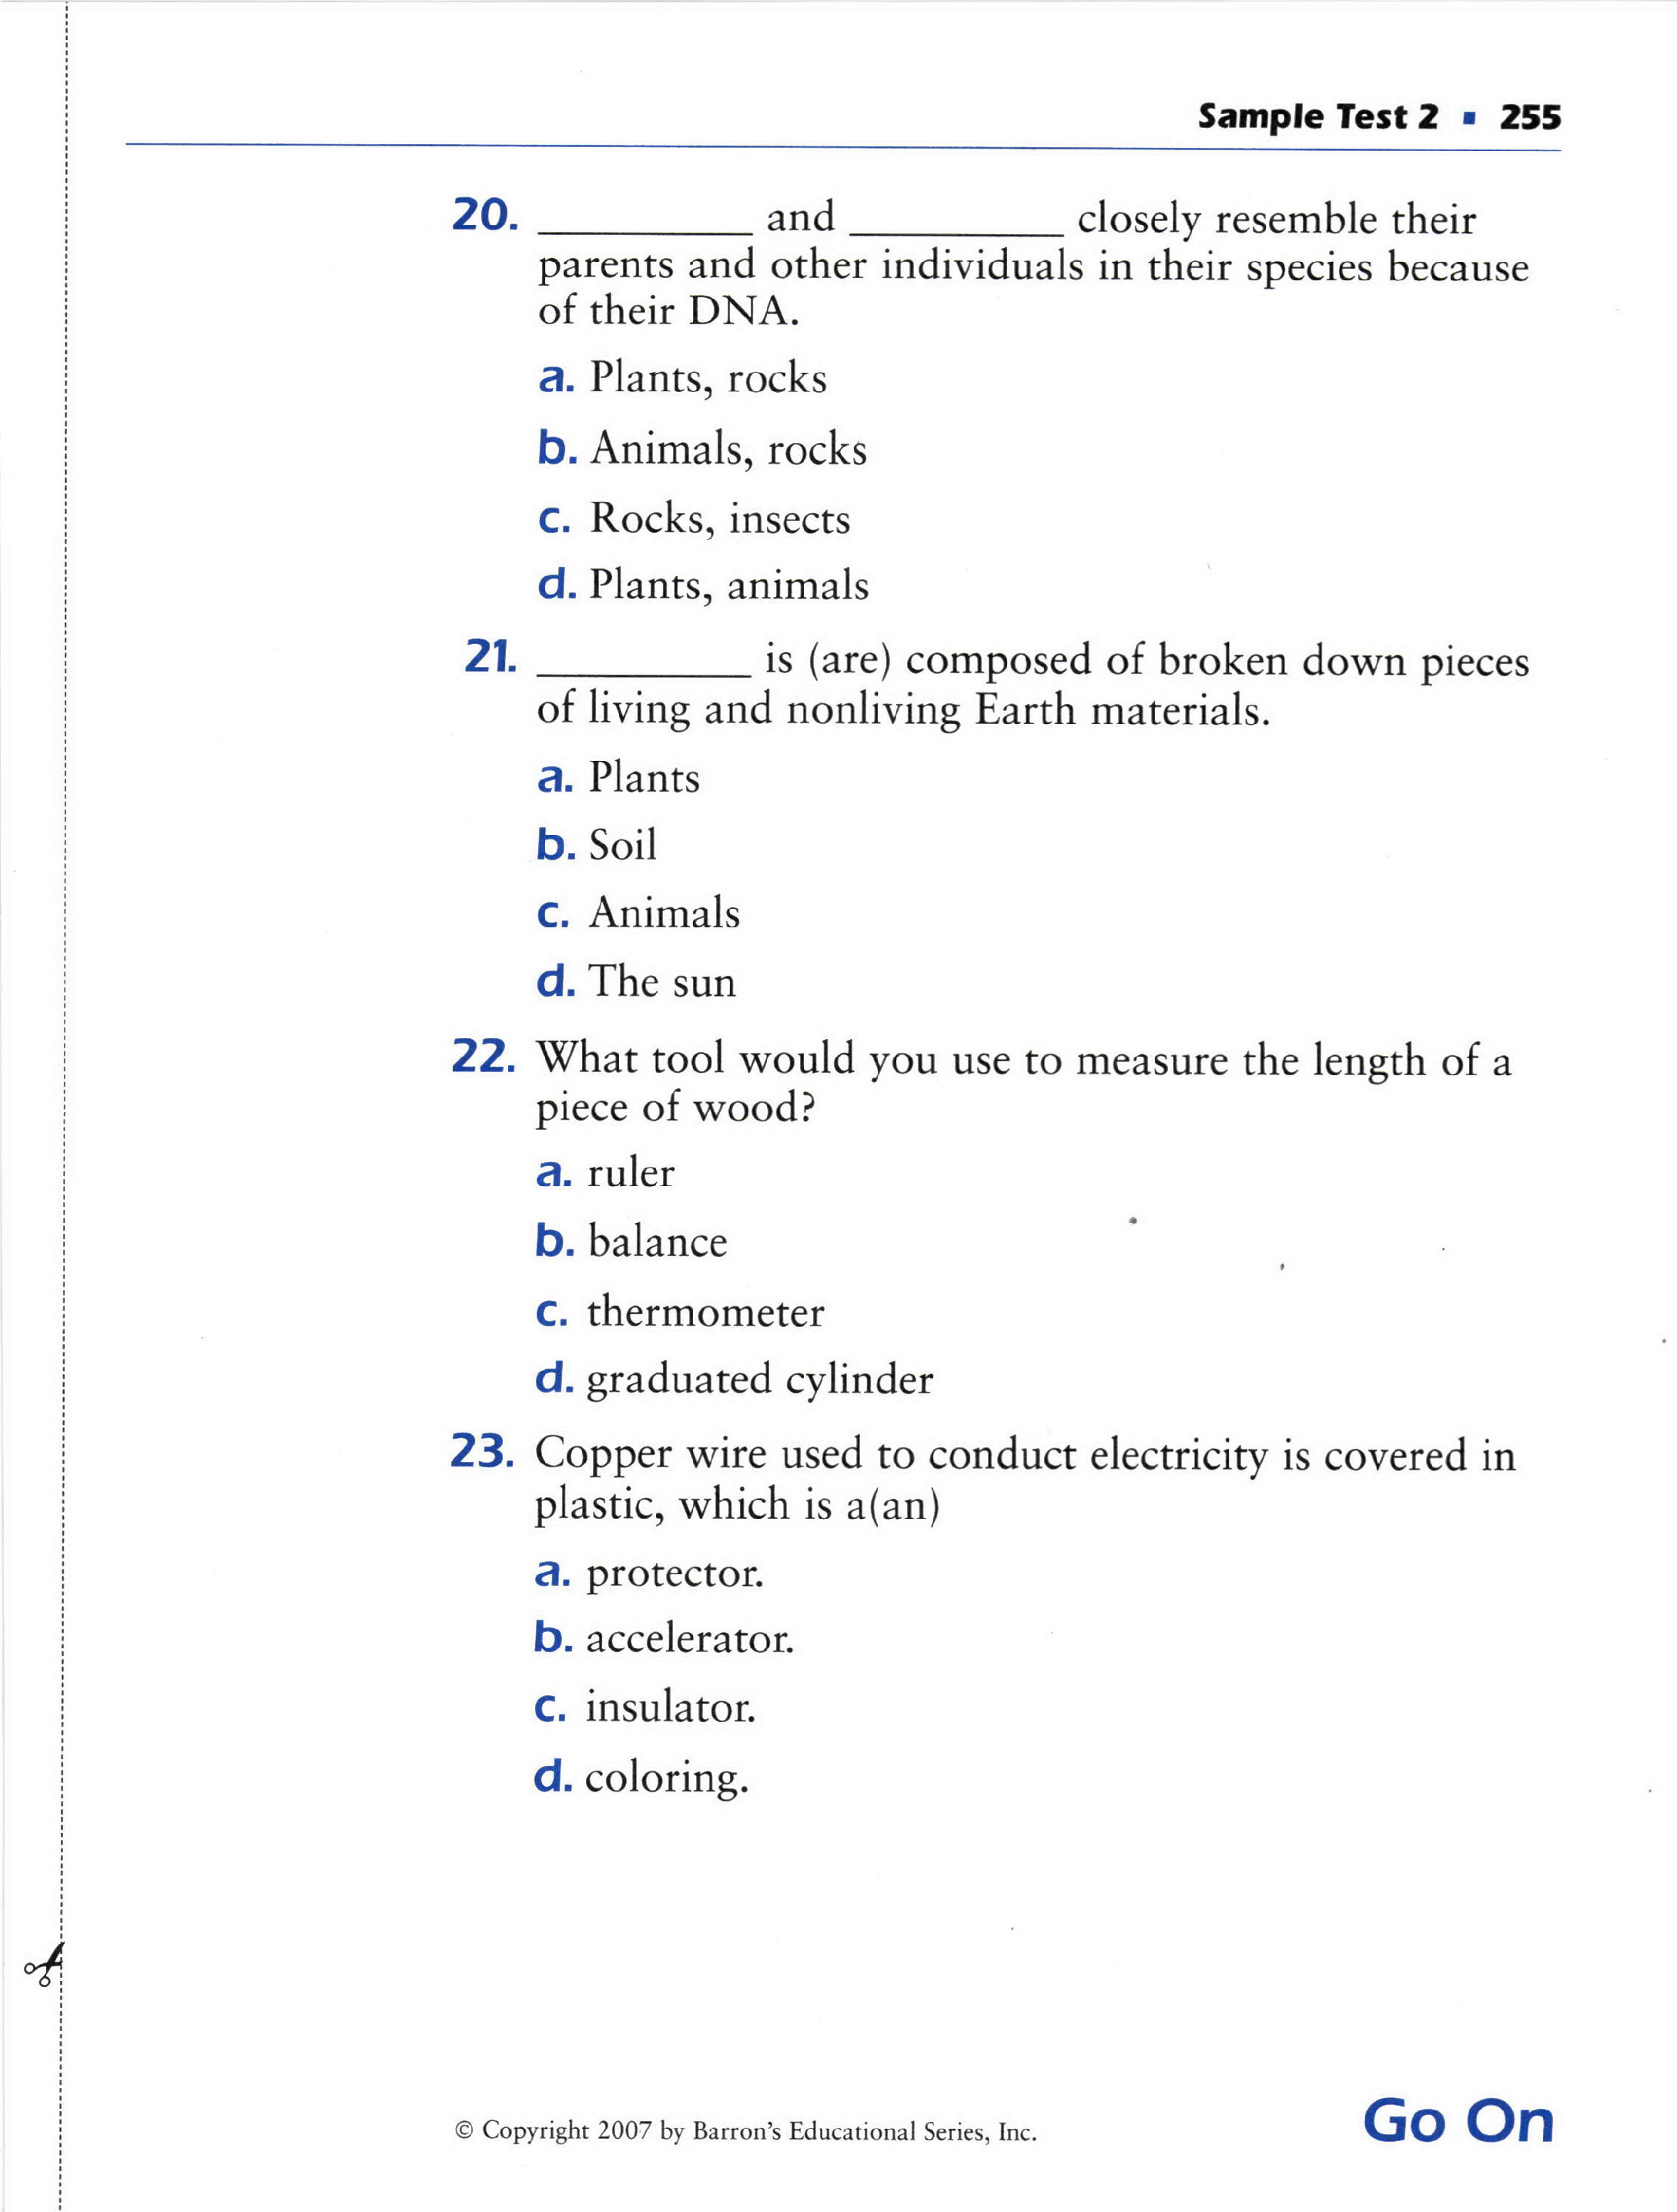 Sample Test 2 ▪ 255
20. __________ and __________ closely resemble their
parents and other individuals in their species because
of their DNA.
a. Plants, rocks
b. Animals, rocks
c. Rocks, insects
d. Plants, animals
21. __________ is (are) composed of broken down pieces
of living and nonliving Earth materials.
a. Plants
b. Soil
c. Animals
d. The sun
22. What tool would you use to measure the length of a
piece of wood?
a. ruler
b. balance
c. thermometer
d. graduated cylinder
23. Copper wire used to conduct electricity is covered in
plastic, which is a(an)
a. protector.
b. accelerator.
c. insulator.
d. coloring.
© Copyright 2007 by Barron's Educational Series, Inc.
Go On